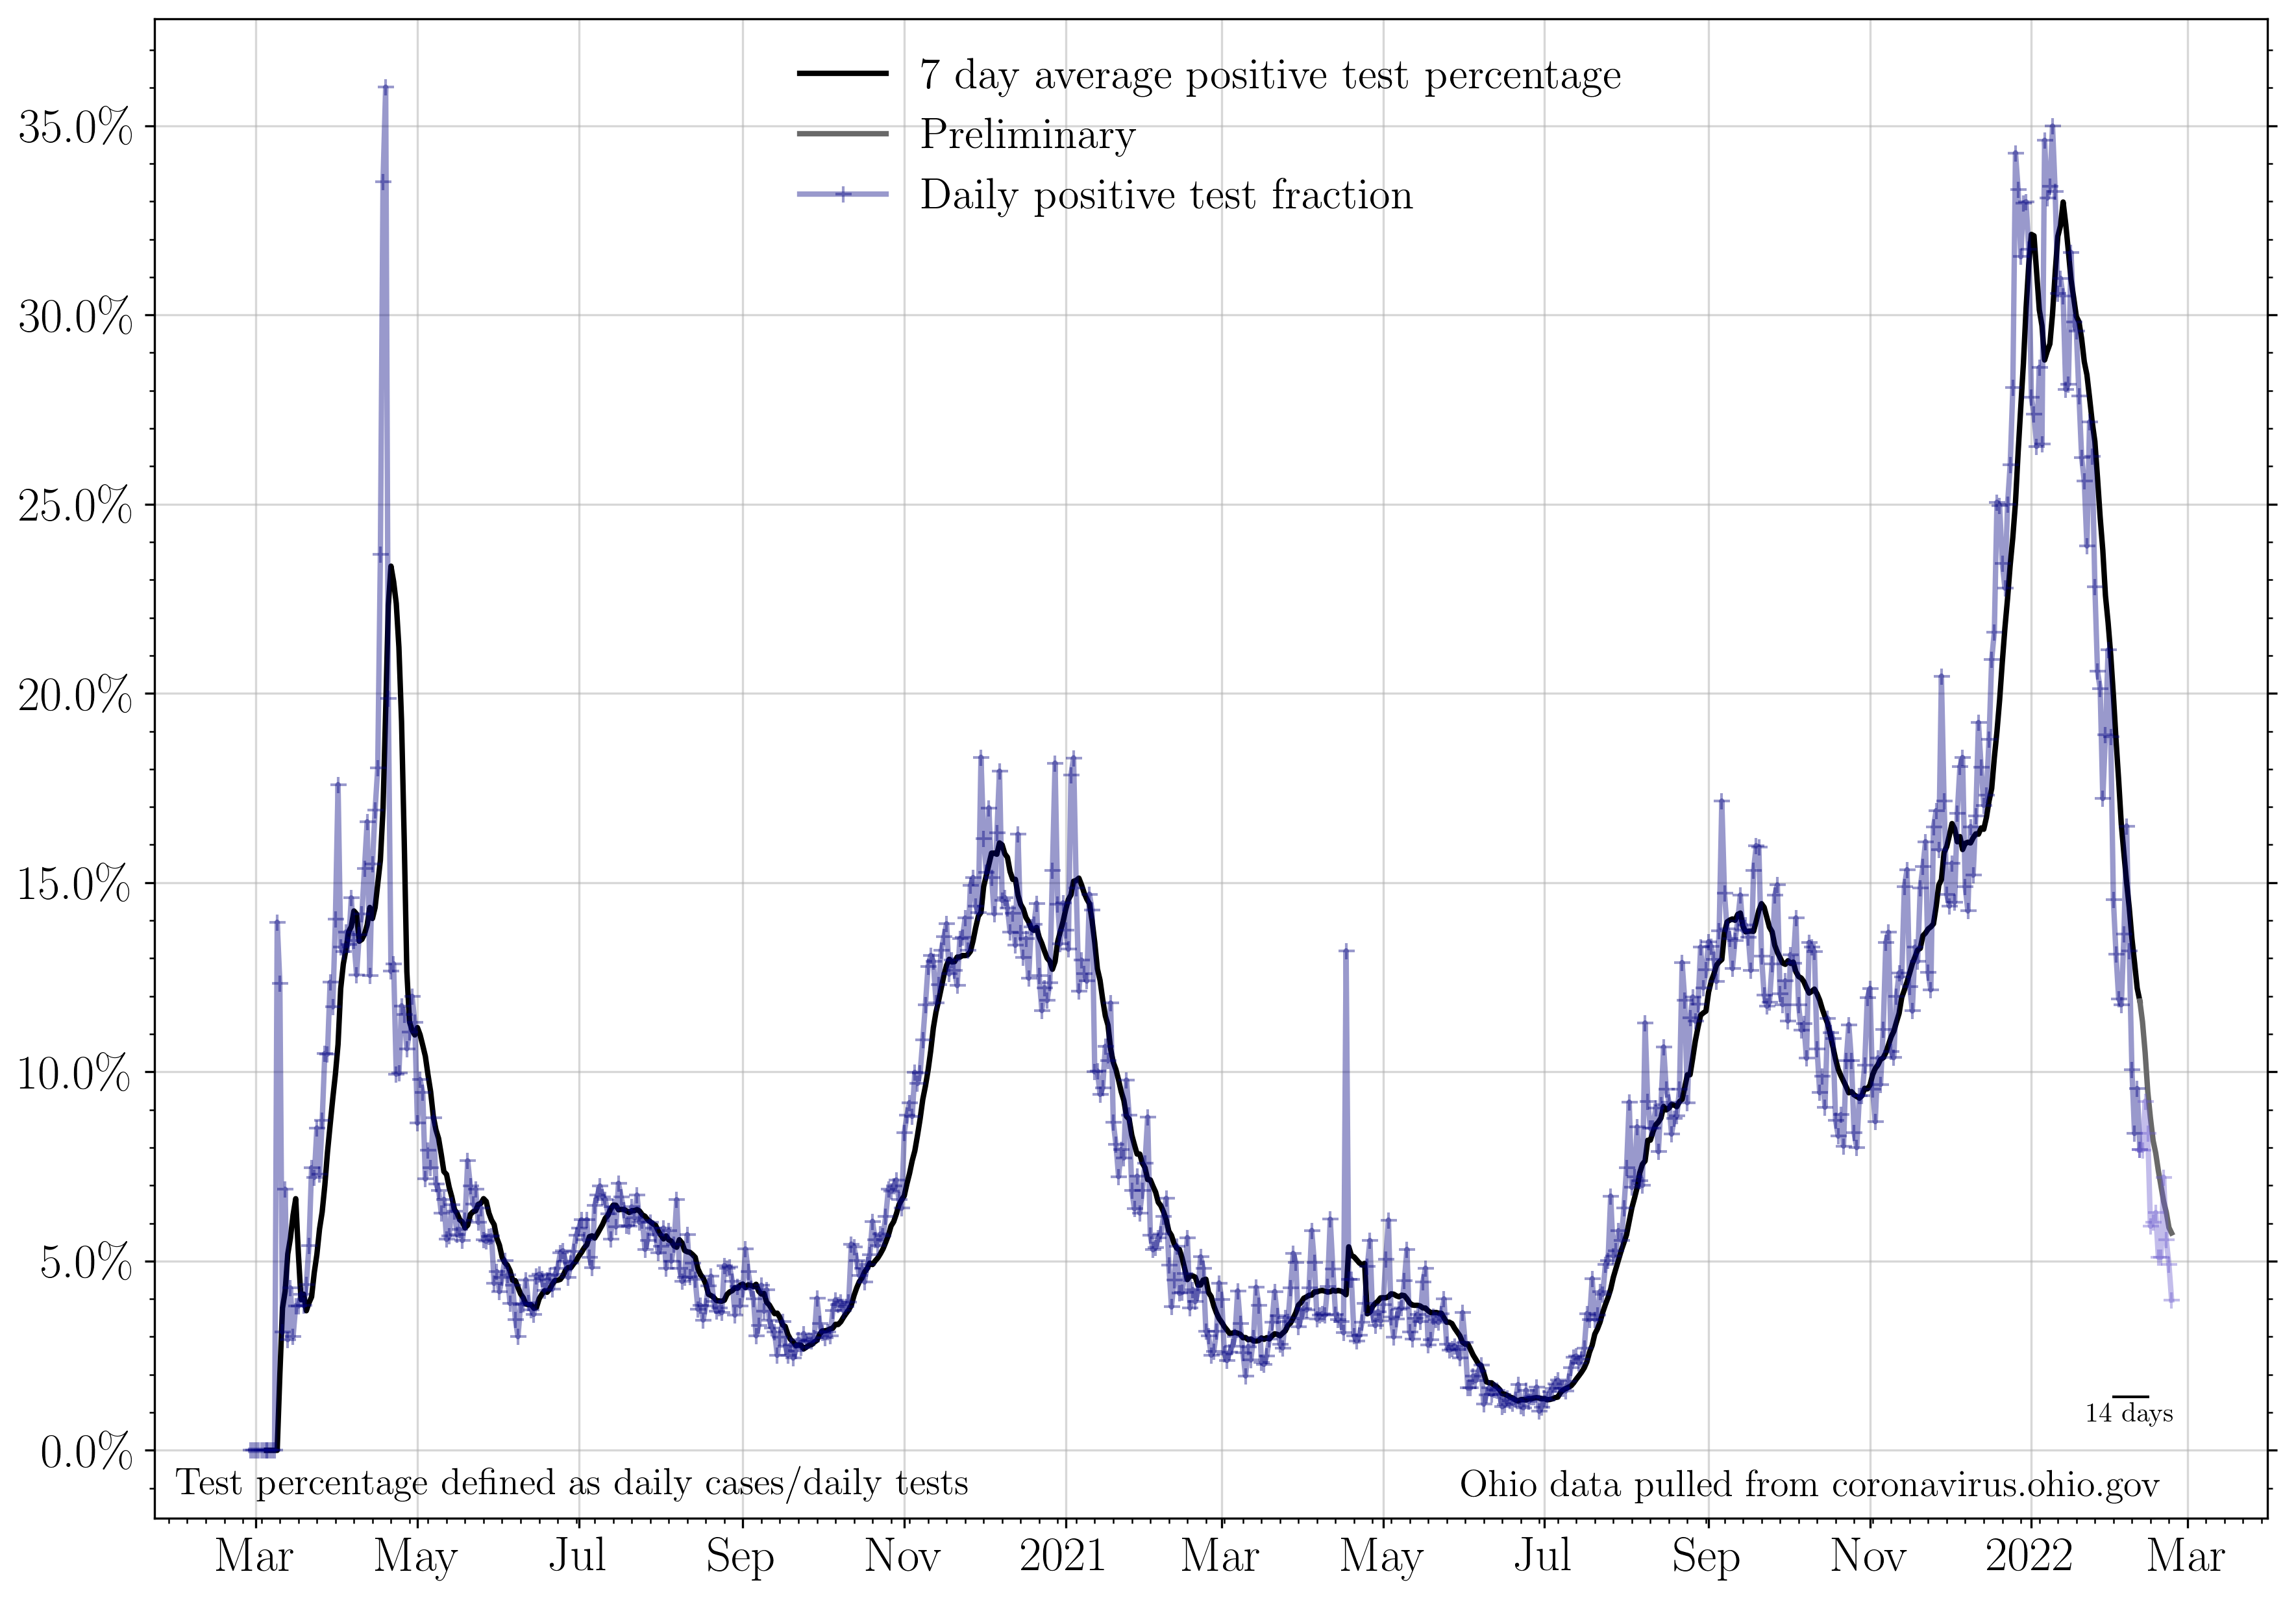 7 day average positive test percentage
Preliminary
Daily positive test fraction
35.0%
30.0%
25.0%
20.0%
15.0%
10.0%
5.0%
0.0%
14 days
Test percentage defined as daily cases/daily tests
Ohio data pulled from coronavirus.ohio.gov
Mar May Jul Sep Nov 2021 Mar May Jul Sep Nov 2022 Mar